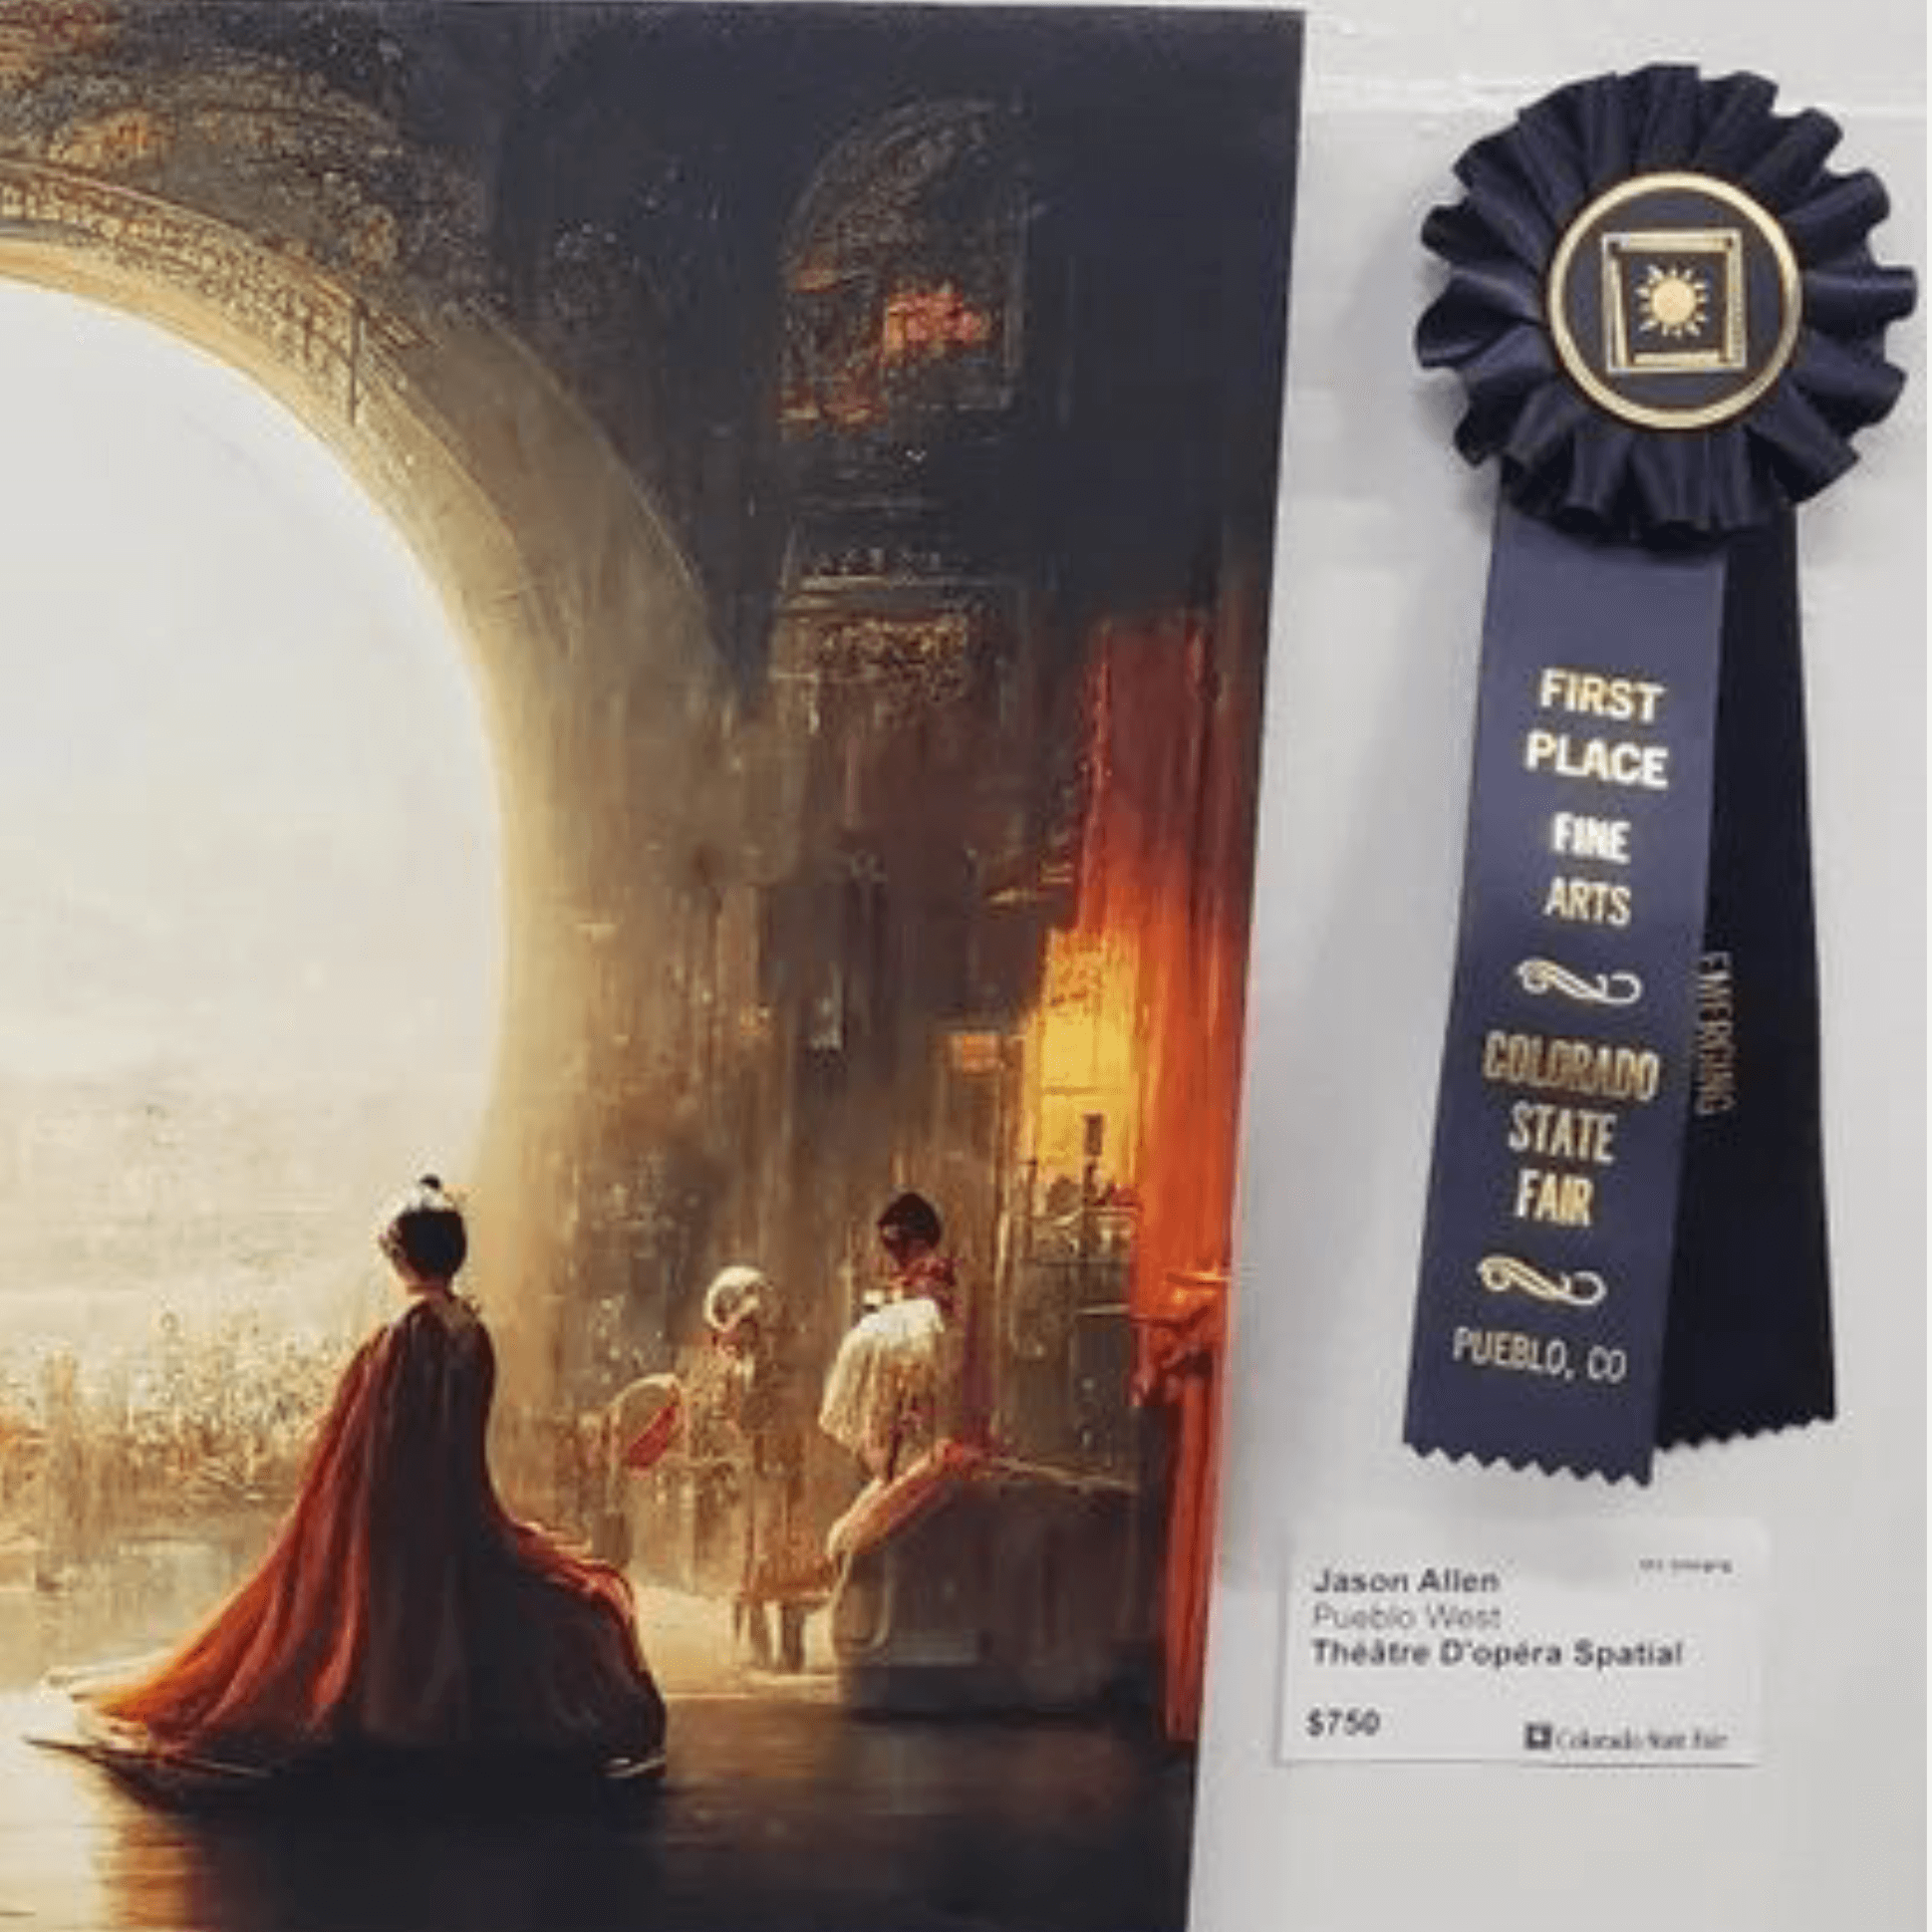 FIRST
PLACE
FINE
ARTS
COLORADO
STATE
FAIR
PUEBLO, CO
EMERGING
Jason Allen
Pueblo West
Théâtre D'opéra Spatial
$750
Colorado State Fair